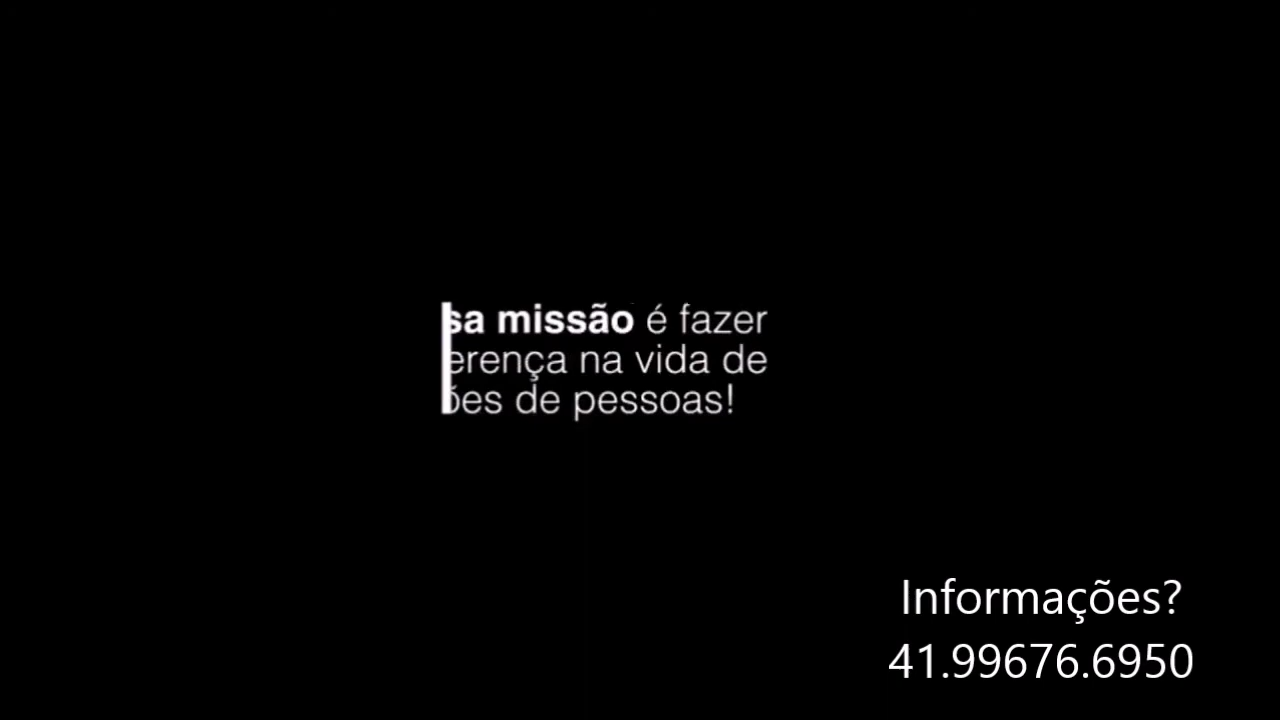 sa missão é fazer
erença na vida de
ões de pessoas!
Informações?
41.99676.6950